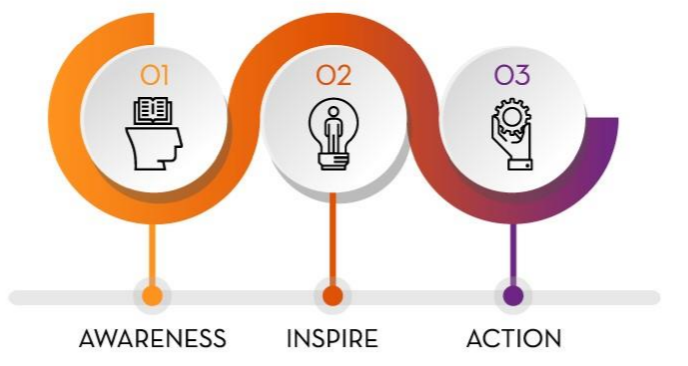 01
02
03
AWARENESS
INSPIRE
ACTION